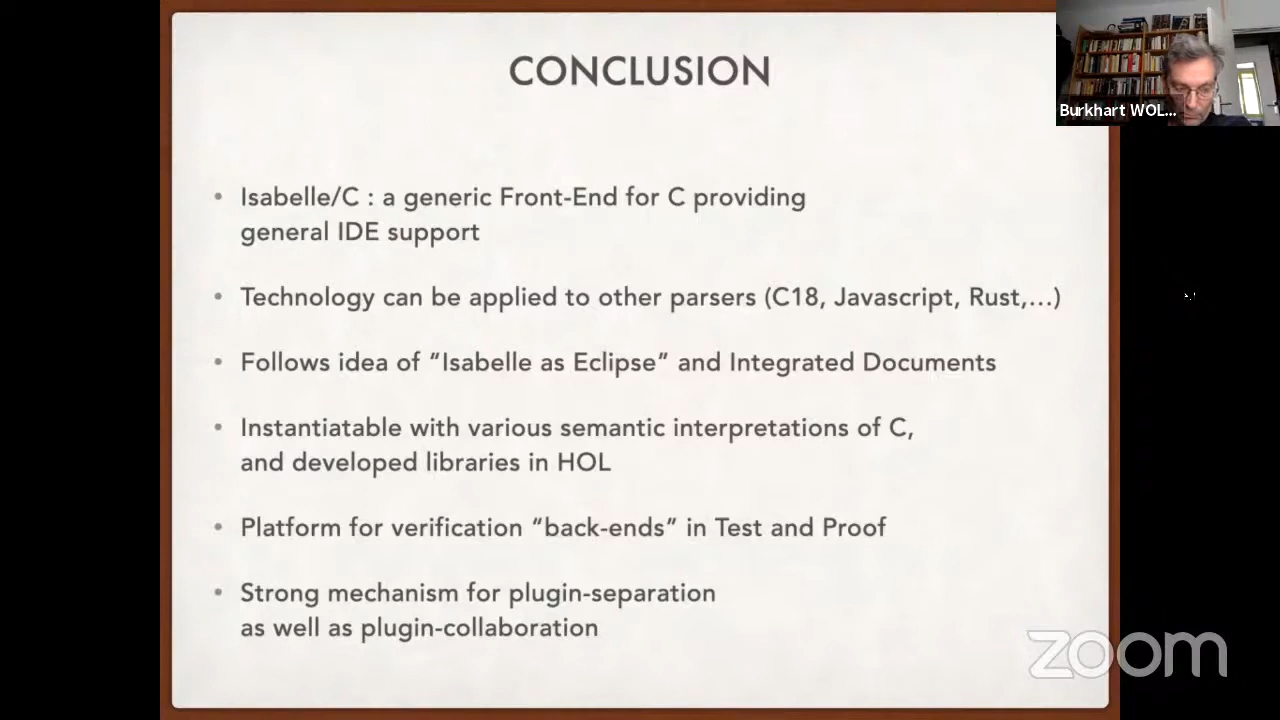 CONCLUSION
Burkhart WOL...
• Isabelle/C : a generic Front-End for C providing
general IDE support
• Technology can be applied to other parsers (C18, Javascript, Rust,…)
• Follows idea of “Isabelle as Eclipse” and Integrated Documents
• Instantiatable with various semantic interpretations of C,
and developed libraries in HOL
• Platform for verification “back-ends” in Test and Proof
• Strong mechanism for plugin-separation
as well as plugin-collaboration
zoom